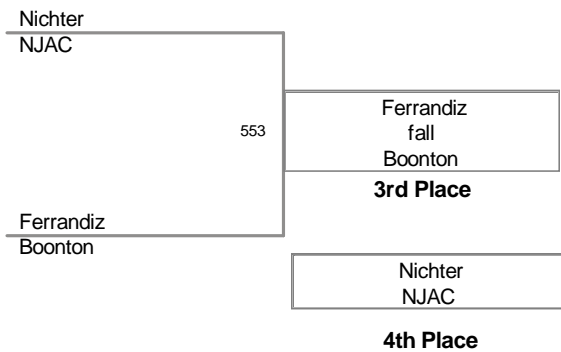 Nichter
NJAC
553
Ferrandiz
fall
Boonton
3rd Place
Ferrandiz
Boonton
Nichter
NJAC
4th Place